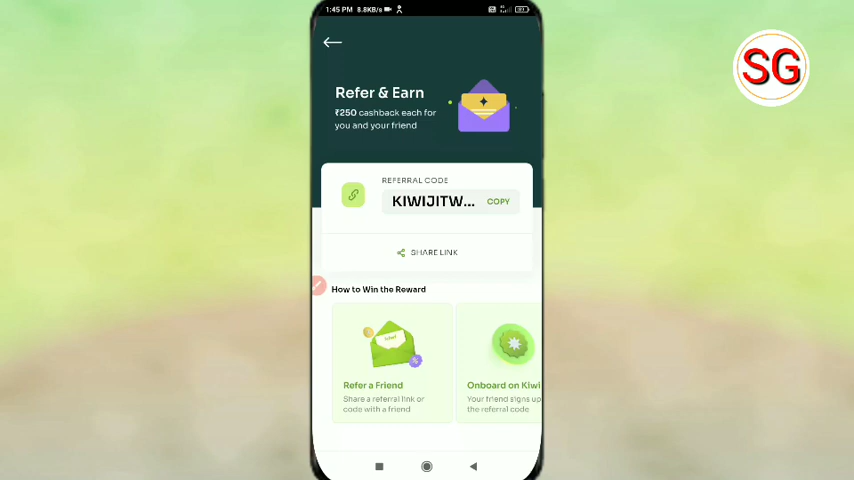 1:45 PM 8.8KB/s
SG
Refer & Earn
₹250 cashback each for
you and your friend
REFERRAL CODE
KIWIJITW... COPY
SHARE LINK
How to Win the Reward
Refer a Friend
Share a referral link or
code with a friend
Onboard on Kiwi
Your friend signs up
the referral code